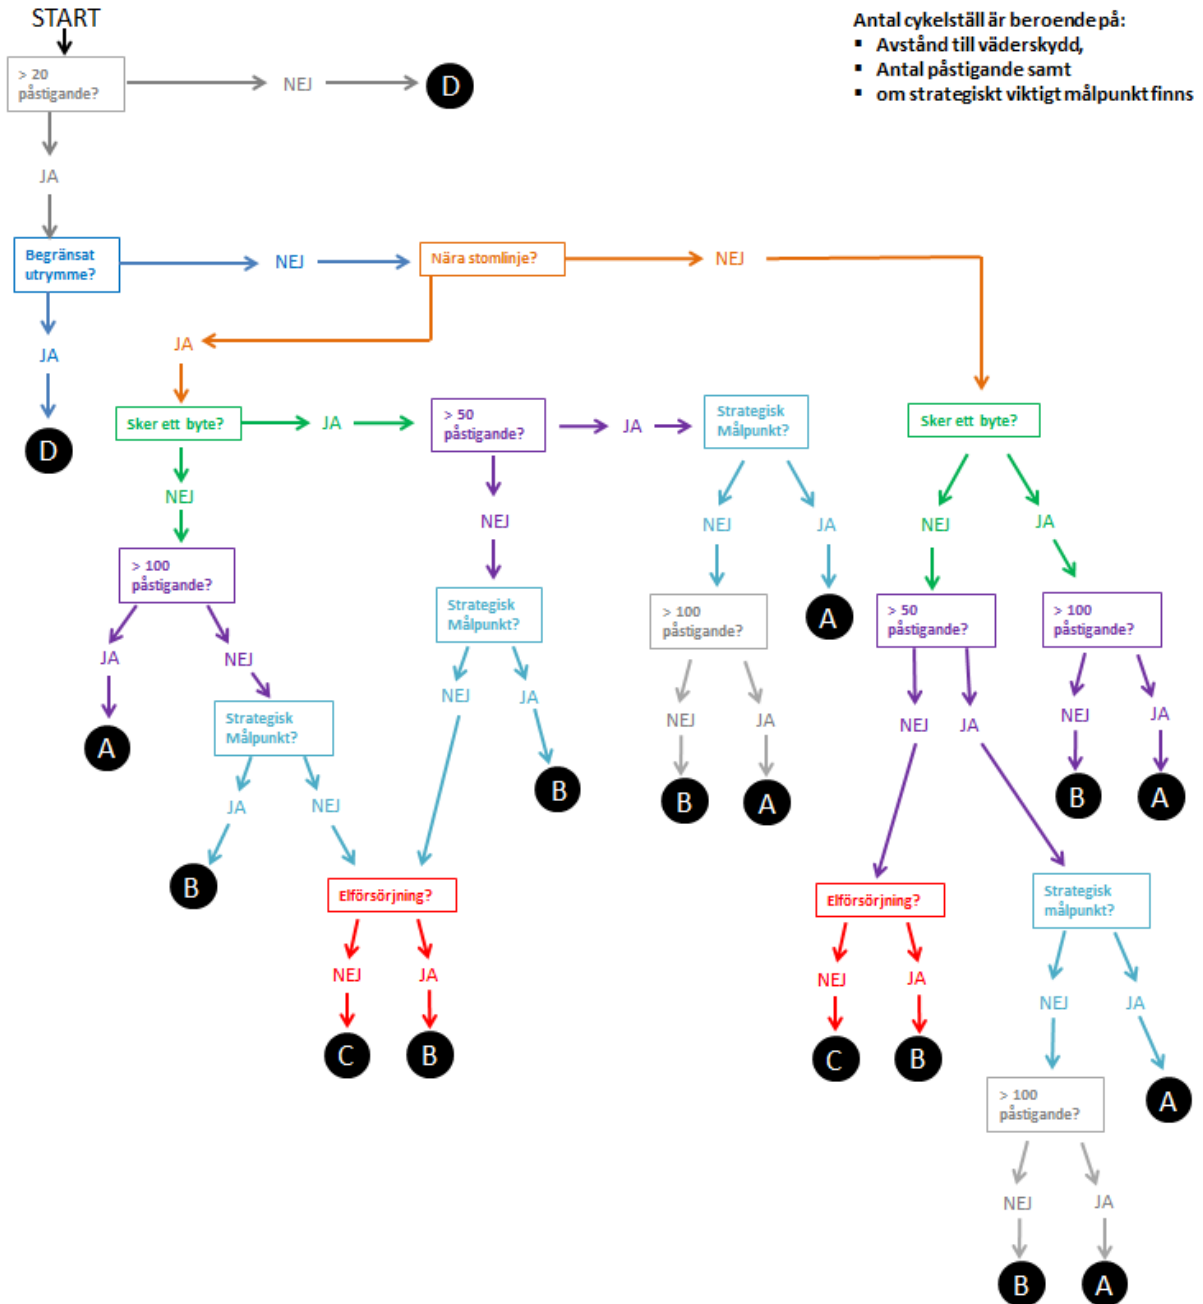 START
Antal cykelställ är beroende på:
▪ Avstånd till väderskydd,
▪ Antal påstigande samt
▪ om strategiskt viktigt målpunkt finns
> 20
påstigande?
NEJ
D
JA
Begränsat
utrymme?
NEJ
Nära stomlinje?
NEJ
JA
JA
D
Sker ett byte?
JA
> 50
påstigande?
JA
Strategisk
Målpunkt?
Sker ett byte?
NEJ
NEJ
NEJ
JA
NEJ
JA
> 100
påstigande?
Strategisk
Målpunkt?
> 100
påstigande?
A
> 50
påstigande?
> 100
påstigande?
JA
NEJ
NEJ
JA
NEJ
JA
NEJ
JA
NEJ
JA
A
Strategisk
Målpunkt?
B
B
A
B
A
JA
NEJ
B
Elförsörjning?
Elförsörjning?
Strategisk
målpunkt?
NEJ
JA
NEJ
JA
NEJ
JA
C
B
C
B
A
> 100
påstigande?
NEJ
JA
B
A